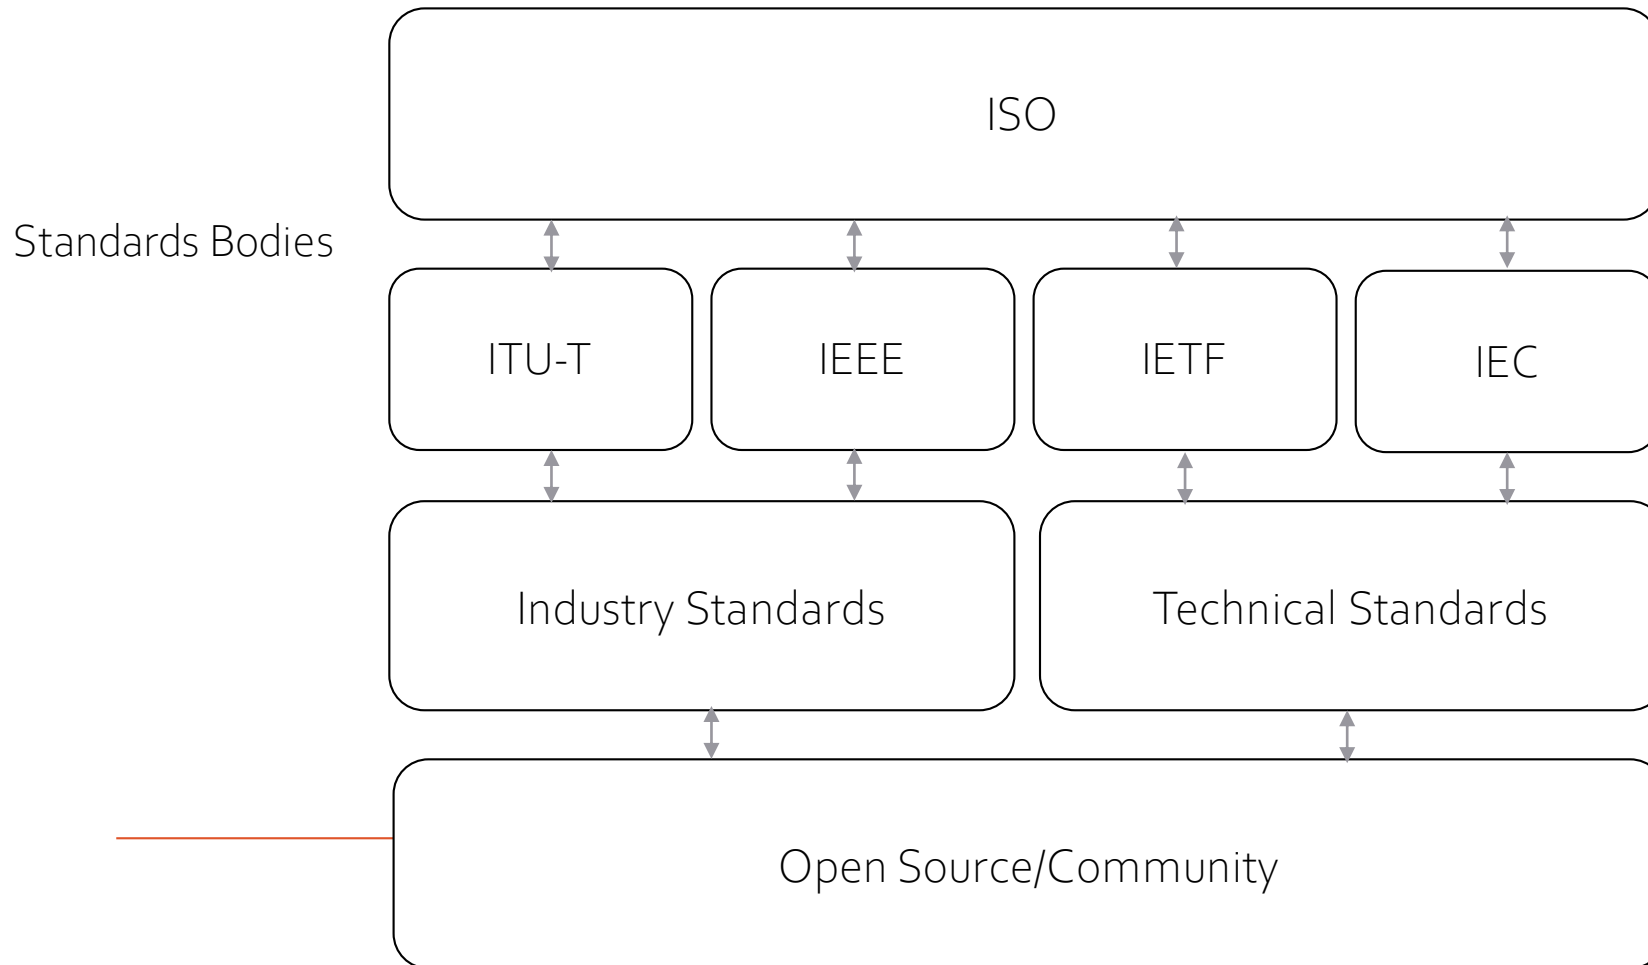 ISO
Standards Bodies
ITU-T
IEEE
IETF
IEC
Industry Standards
Technical Standards
Open Source/Community